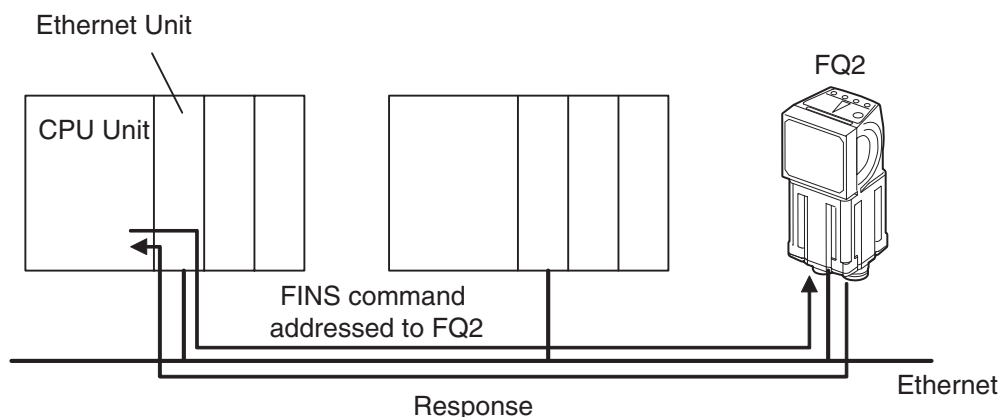 Ethernet Unit
FQ2
CPU Unit
FINS command
addressed to FQ2
Ethernet
Response